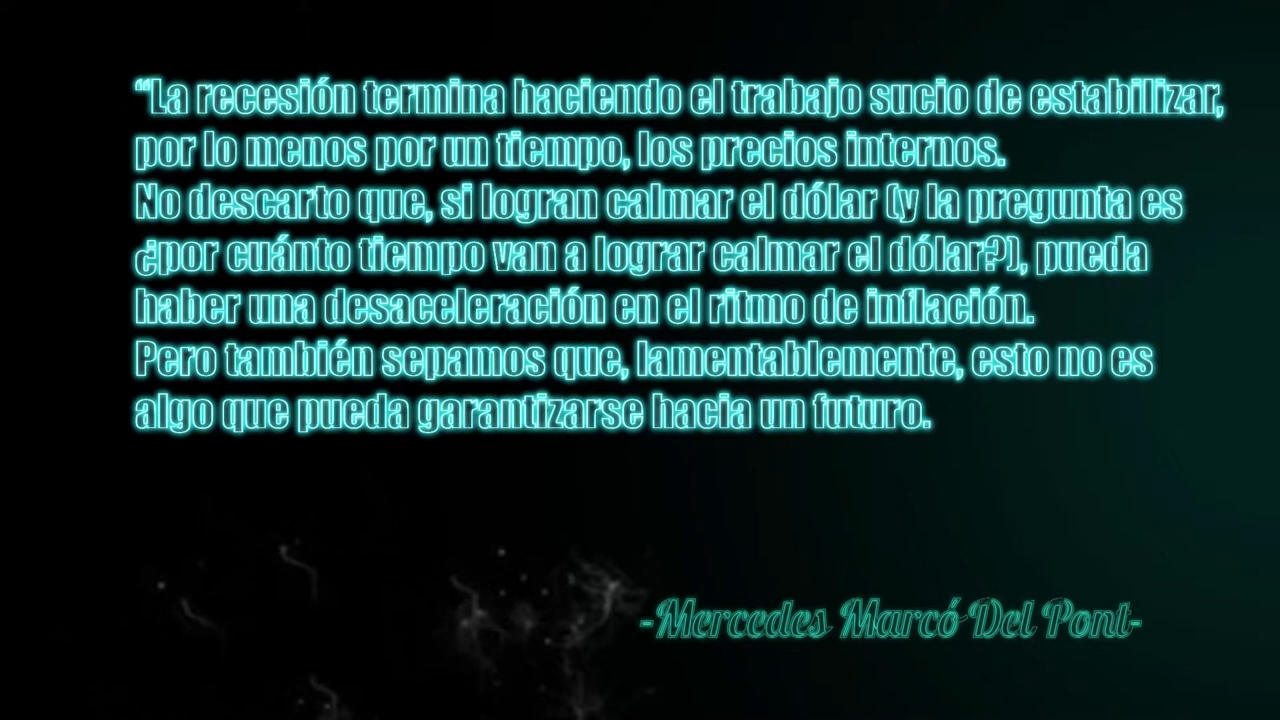 “La recesión termina haciendo el trabajo sucio de estabilizar,
por lo menos por un tiempo, los precios internos.
No descarto que, si logran calmar el dólar (y la pregunta es
¿por cuánto tiempo van a lograr calmar el dólar?), pueda
haber una desaceleración en el ritmo de inflación.
Pero también sepamos que, lamentablemente, esto no es
algo que pueda garantizarse hacia un futuro.
-Mercedes Marcó Del Pont-